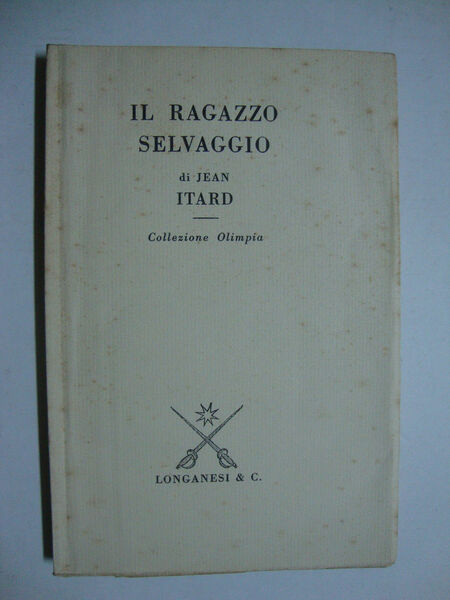 IL RAGAZZO
SELVAGGIO
di JEAN
ITARD
Collezione Olimpia
LONGANESI & C.